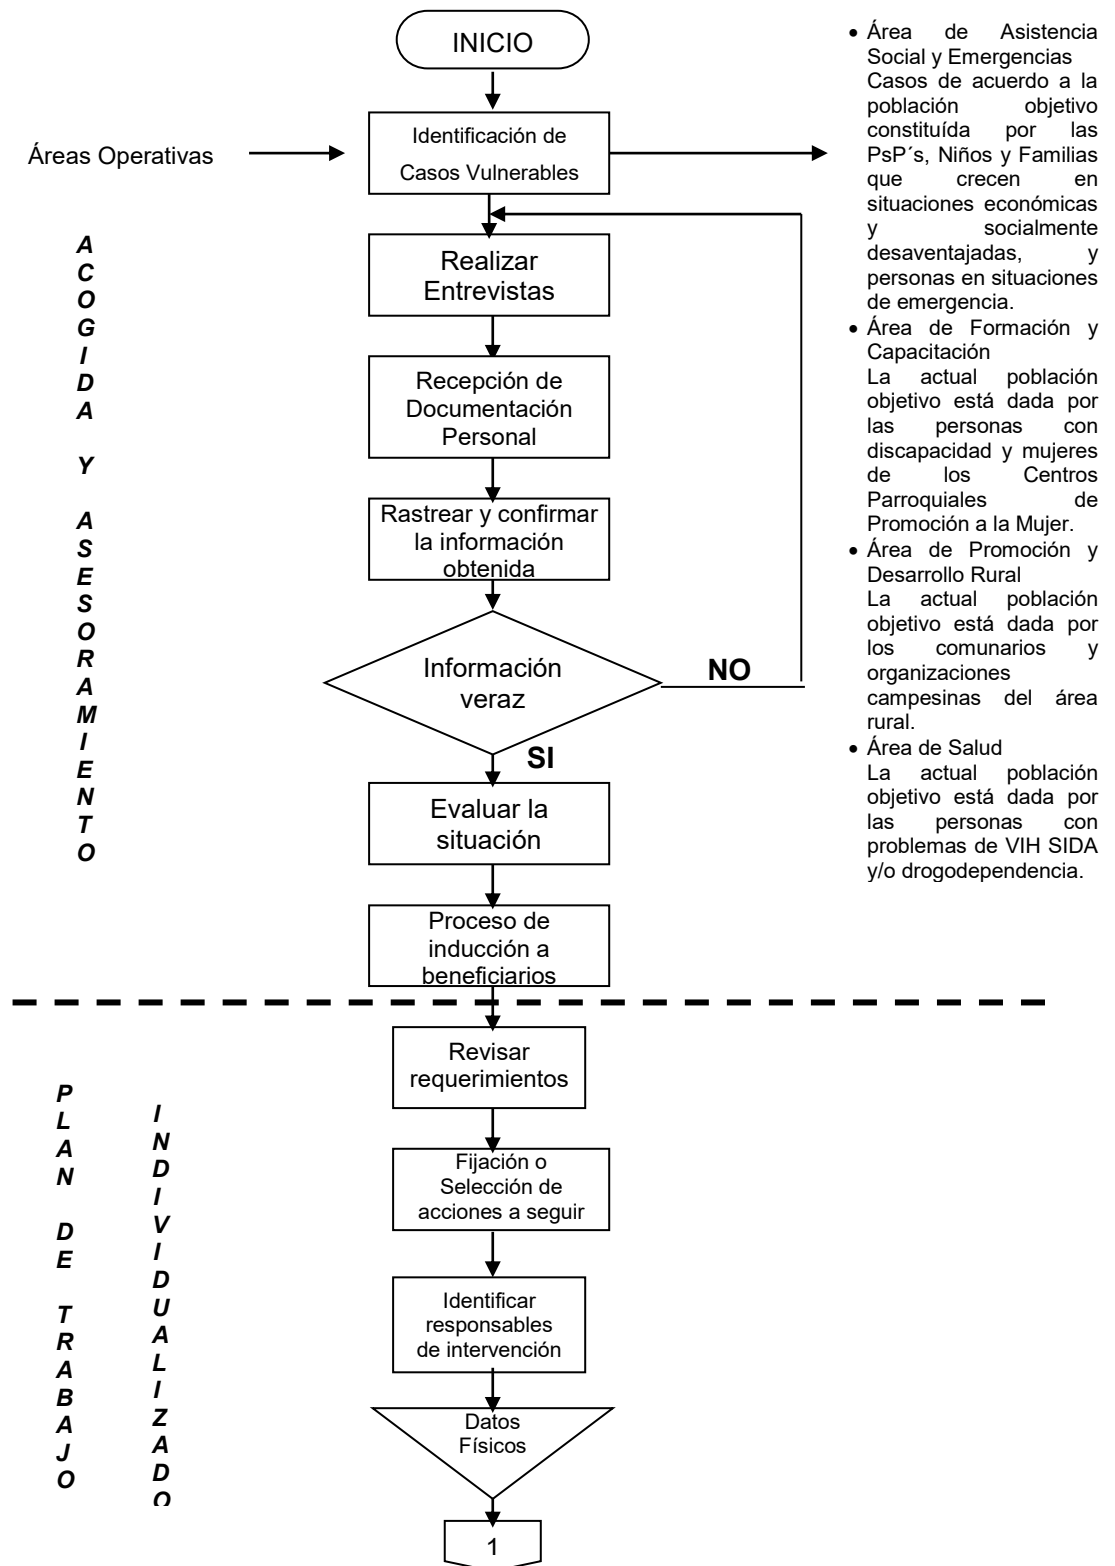 INICIO
Áreas Operativas
Identificación de
Casos Vulnerables
Realizar
Entrevistas
Recepción de
Documentación
Personal
Rastrear y confirmar
la información
obtenida
Información
veraz
NO
SI
Evaluar la
situación
Proceso de
inducción a
beneficiarios
ACOGIDA Y ASESORAMIENTO
• Área de Asistencia
Social y Emergencias
Casos de acuerdo a la
población objetivo
constituída por las
PsP´s, Niños y Familias
que crecen en
situaciones económicas
y socialmente
desaventajadas, y
personas en situaciones
de emergencia.
• Área de Formación y
Capacitación
La actual población
objetivo está dada por
las personas con
discapacidad y mujeres
de los Centros
Parroquiales de
Promoción a la Mujer.
• Área de Promoción y
Desarrollo Rural
La actual población
objetivo está dada por
los comunarios y
organizaciones
campesinas del área
rural.
• Área de Salud
La actual población
objetivo está dada por
las personas con
problemas de VIH SIDA
y/o drogodependencia.
PLAN DE TRABAJO
INDIVIDUALIZADO
Revisar
requerimientos
Fijación o
Selección de
acciones a seguir
Identificar
responsables
de intervención
Datos
Físicos
1